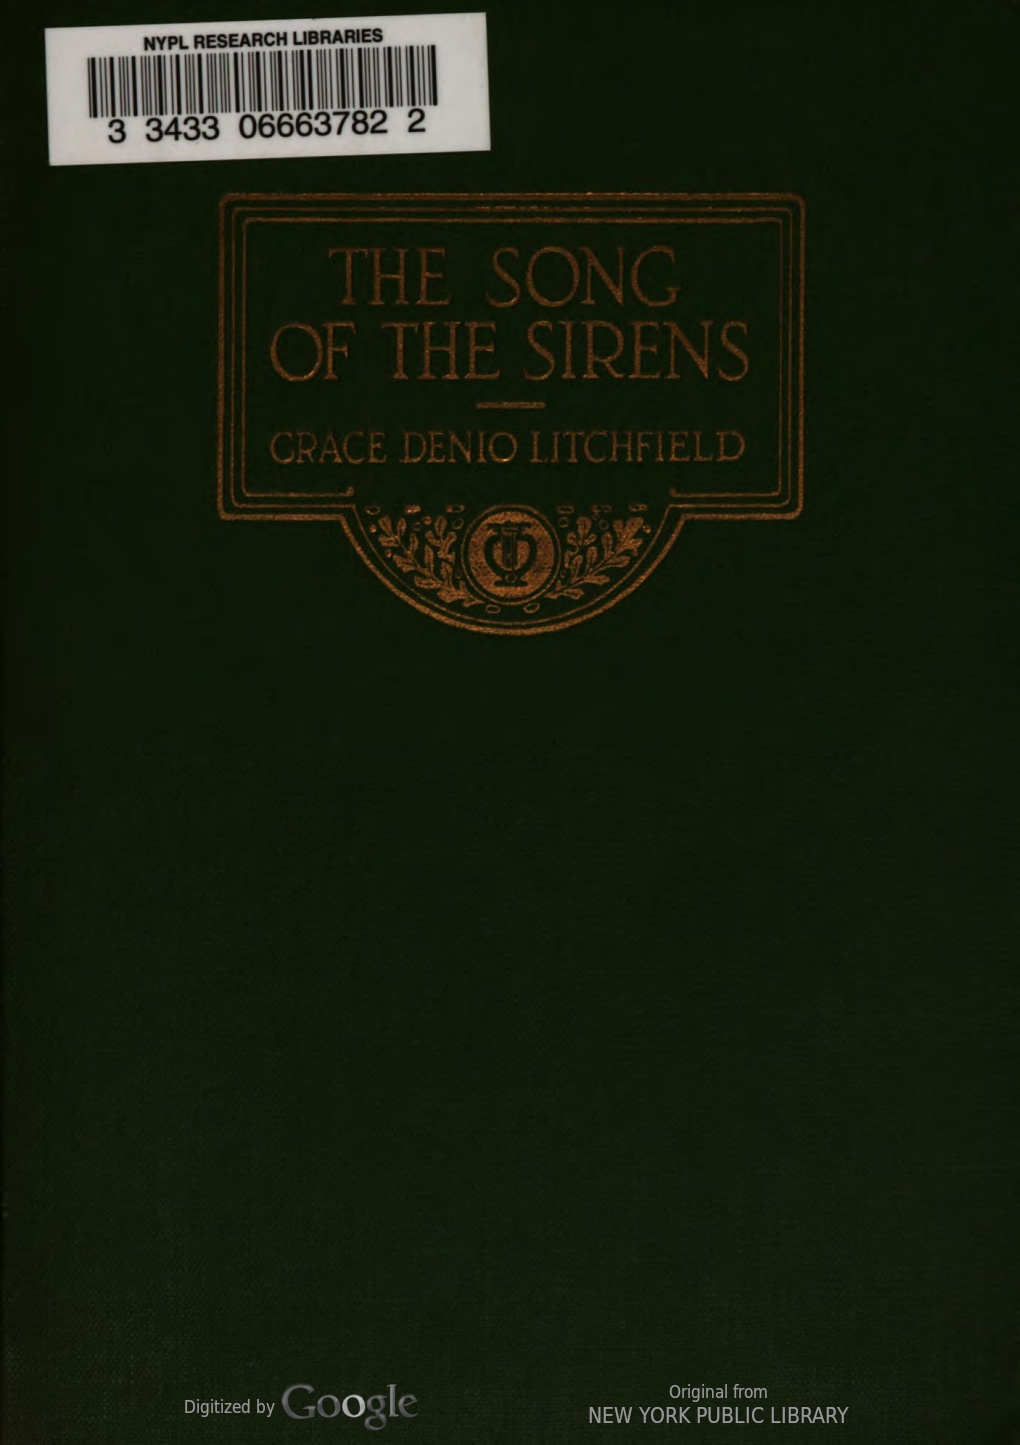 NYPL RESEARCH LIBRARIES
3 3433 06663782 2
THE SONG
OF THE SIRENS
GRACE DENIO LITCHFIELD
Digitized by Google
Original from
NEW YORK PUBLIC LIBRARY